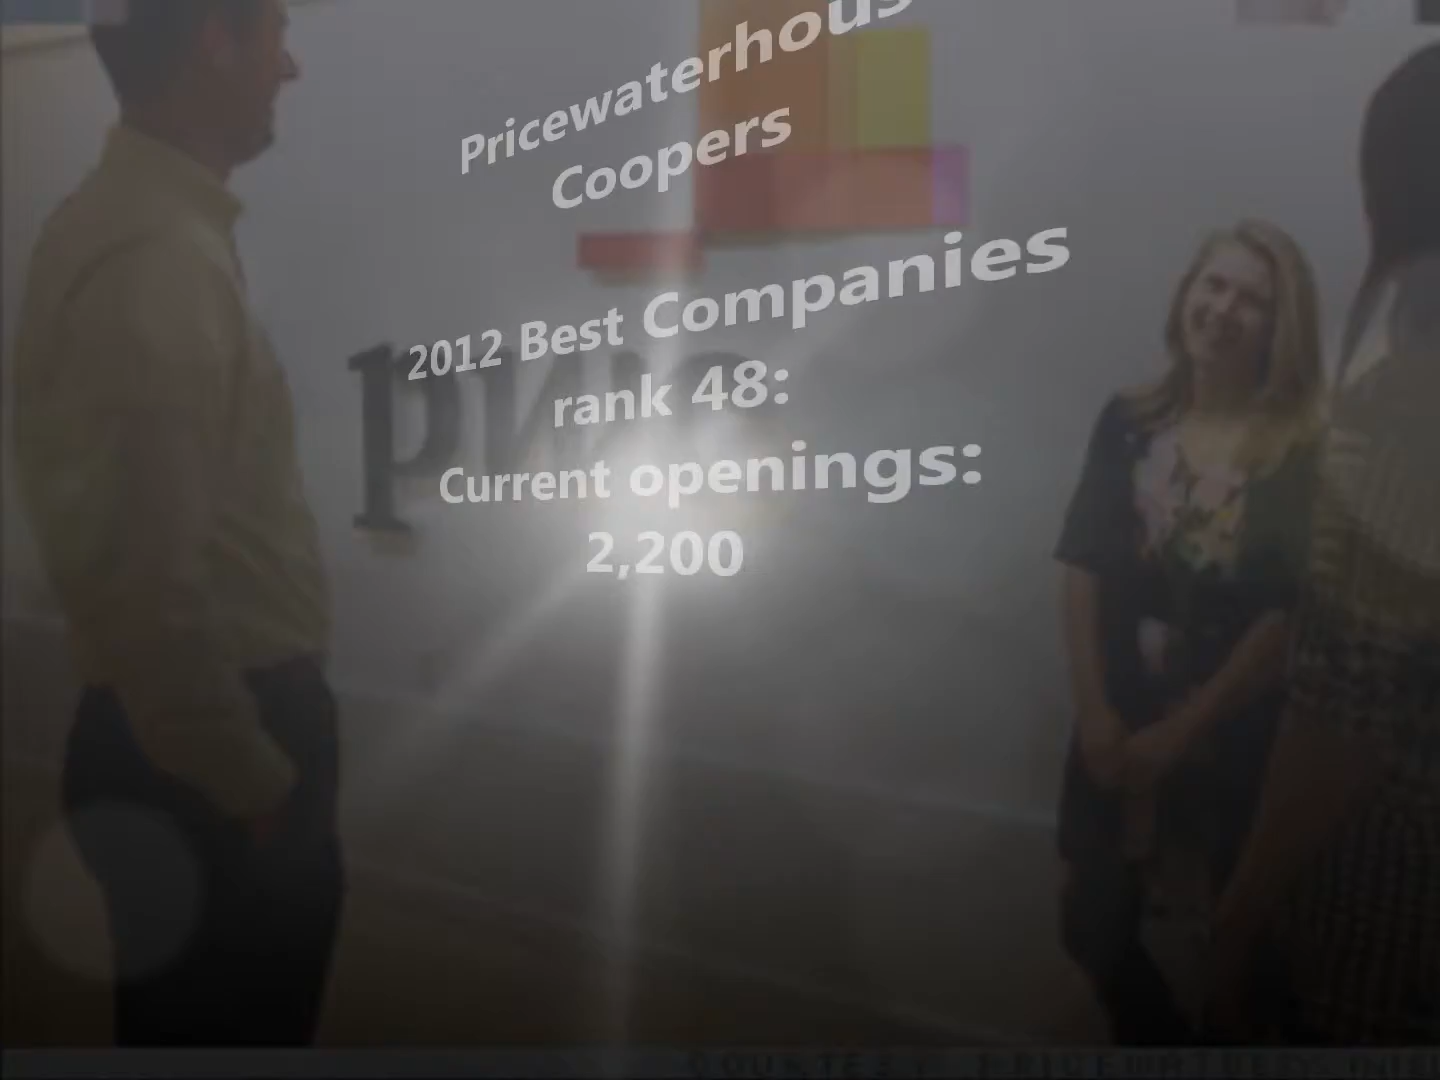 Pricewaterhous
Coopers
2012 Best Companies
rank 48:
Current openings:
2,200
pwc